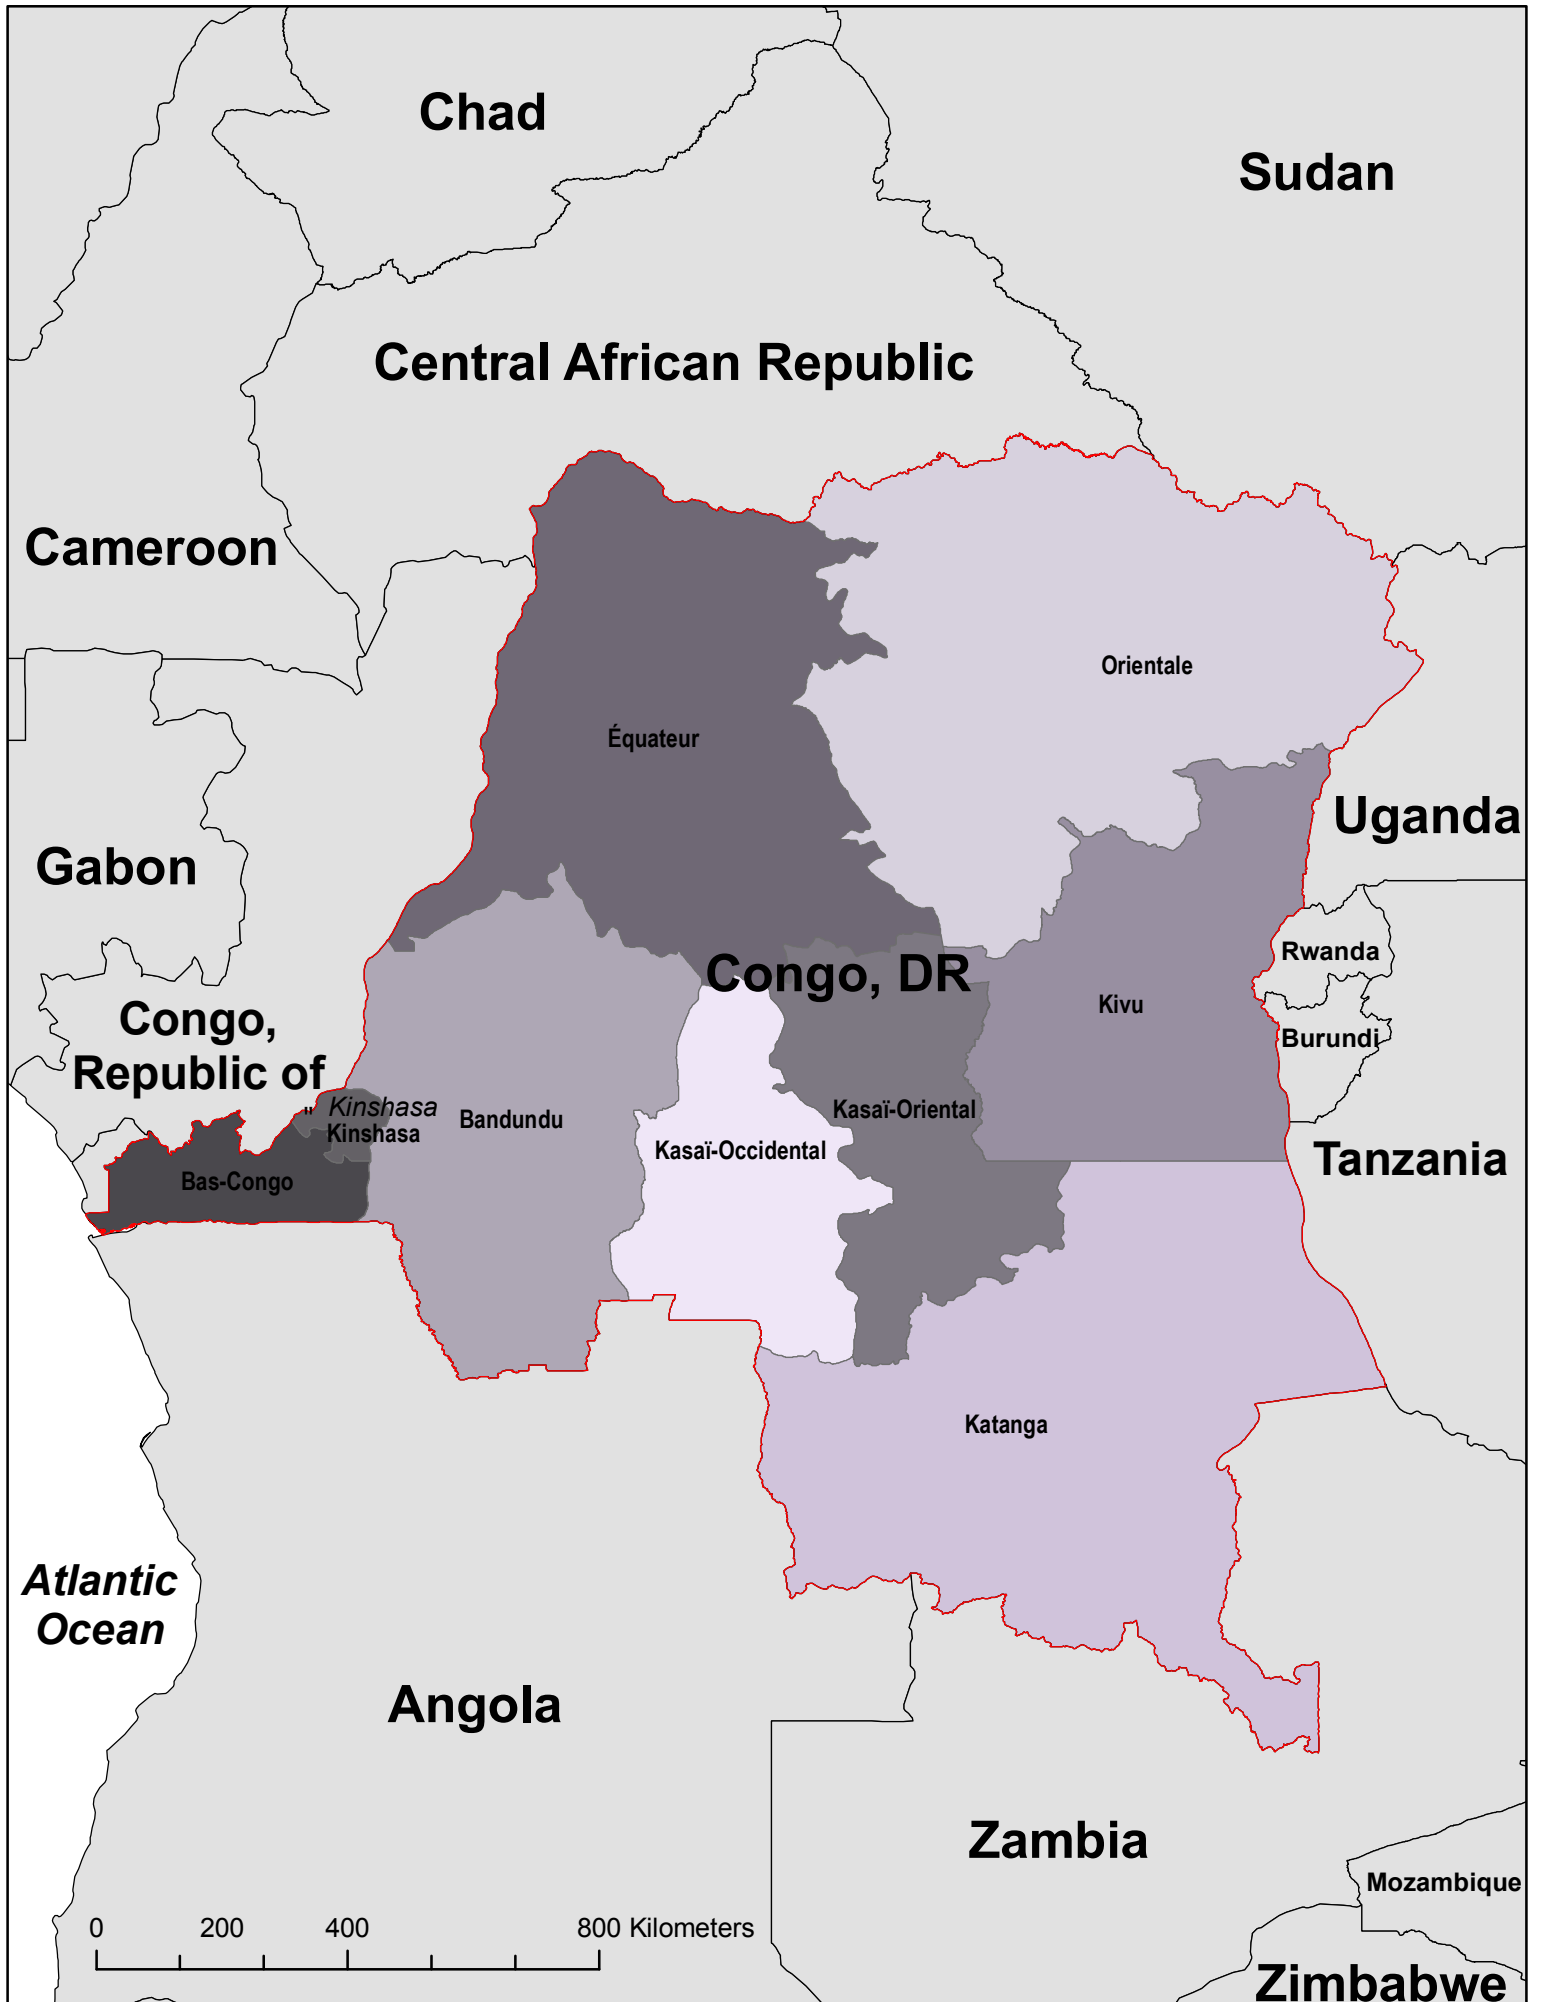 Chad
Sudan
Central African Republic
Cameroon
Orientale
Équateur
Uganda
Gabon
Rwanda
Congo, DR
Kivu
Congo,
Republic of
Burundi
" Kinshasa
Kinshasa
Bandundu
Kasaï-Oriental
Kasaï-Occidental
Tanzania
Bas-Congo
Katanga
Atlantic
Ocean
Angola
Zambia
Mozambique
0 200 400 800 Kilometers
Zimbabwe